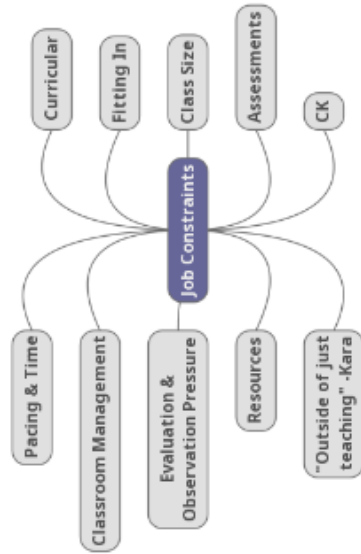 Curricular
Fitting In
Class Size
Assessments
CK
Job Constraints
Pacing & Time
Classroom Management
Evaluation &
Observation Pressure
Resources
"Outside of just
teaching" -Kara